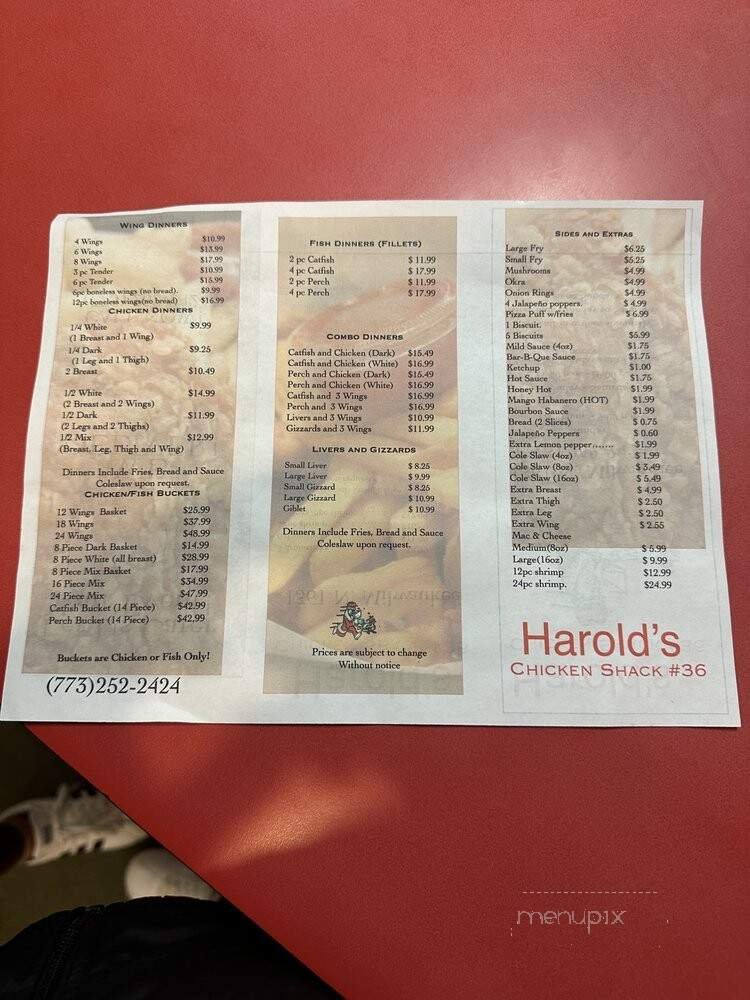 WING DINNERS
4 Wings $10.99
6 Wings $13.99
8 Wings $17.99
3 pc Tender $10.99
6 pc Tender $15.99
6pc boneless wings (no bread). $9.99
12pc boneless wings(no bread) $16.99
CHICKEN DINNERS
1/4 White $9.99
(1 Breast and 1 Wing)
1/4 Dark $9.25
(1 Leg and 1 Thigh)
2 Breast $10.49
1/2 White $14.99
(2 Breast and 2 Wings)
1/2 Dark $11.99
(2 Legs and 2 Thighs)
1/2 Mix $12.99
(Breast, Leg, Thigh and Wing)
Dinners Include Fries, Bread and Sauce
Coleslaw upon request.
CHICKEN/FISH BUCKETS
12 Wings Basket $25.99
18 Wings $37.99
24 Wings $48.99
8 Piece Dark Basket $14.99
8 Piece White (all breast) $28.99
8 Piece Mix Basket $17.99
16 Piece Mix $34.99
24 Piece Mix $47.99
Catfish Bucket (14 Piece) $42.99
Perch Bucket (14 Piece) $42,99
Buckets are Chicken or Fish Only!
(773)252-2424
FISH DINNERS (FILLETS)
2 pc Catfish $ 11.99
4 pc Catfish $ 17.99
2 pc Perch $ 11.99
4 pc Perch $ 17.99
COMBO DINNERS
Catfish and Chicken (Dark) $15.49
Catfish and Chicken (White) $16.99
Perch and Chicken (Dark) $15.49
Perch and Chicken (White) $16.99
Catfish and 3 Wings $16.99
Perch and 3 Wings $16.99
Livers and 3 Wings $10.99
Gizzards and 3 Wings $11.99
LIVERS AND GIZZARDS
Small Liver $ 8.25
Large Liver $ 9.99
Small Gizzard $ 8.25
Large Gizzard $ 10.99
Giblet $ 10.99
Dinners Include Fries, Bread and Sauce
Coleslaw upon request.
Prices are subject to change
Without notice
SIDES AND EXTRAS
Large Fry $6.25
Small Fry $5.25
Mushrooms $4.99
Okra $4.99
Onion Rings $4.99
4 Jalapeño poppers. $ 4.99
Pizza Puff w/fries $ 6.99
1 Biscuit.
5 Biscuits $5.99
Mild Sauce (4oz) $1.75
Bar-B-Que Sauce $1.75
Ketchup $1.00
Hot Sauce $1.75
Honey Hot $1.99
Mango Habanero (HOT) $1.99
Bourbon Sauce $1.99
Bread (2 Slices) $ 0.75
Jalapeño Peppers $ 0.60
Extra Lemon pepper....... $1.99
Cole Slaw (4oz) $ 1.99
Cole Slaw (8oz) $ 3.49
Cole Slaw (16oz) $ 5.49
Extra Breast $ 4.99
Extra Thigh $ 2.50
Extra Leg $ 2.50
Extra Wing $ 2.55
Mac & Cheese
Medium(8oz) $ 5.99
Large(16oz) $ 9.99
12pc shrimp $12.99
24pc shrimp. $24.99
Harold's
CHICKEN SHACK #36
menupix